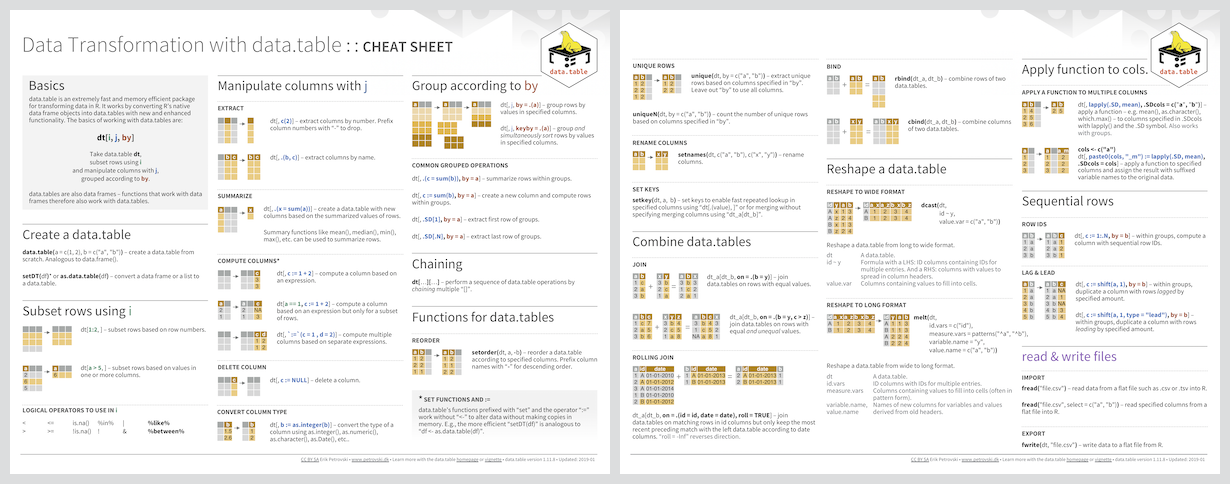 Data Transformation with data.table : : CHEAT SHEET
data.table
Basics
data.table is an extremely fast and memory efficient package
for transforming data in R. It works by converting R's native
data frame objects into data.tables with new and enhanced
functionality. The basics of working with data.tables are:
dt[i, j, by]
Take data.table dt,
subset rows using i
and manipulate columns with j,
grouped according to by.
data.tables are also data frames – functions that work with data
frames therefore also work with data.tables.
Create a data.table
data.table(a = c(1, 2), b = c("a", "b")) – create a data.table from
scratch. Analogous to data.frame().
setDT(df)* or as.data.table(df) – convert a data frame or a list to
a data.table.
Subset rows using i
dt[1:2, ] – subset rows based on row numbers.
dt[a > 5, ] – subset rows based on values in
one or more columns.
LOGICAL OPERATORS TO USE IN i
< <= is.na() %in% | %like%
> >= !is.na() ! & %between%
Manipulate columns with j
EXTRACT
dt[, c(2)] – extract columns by number. Prefix
column numbers with "-" to drop.
dt[, .(b, c)] – extract columns by name.
SUMMARIZE
dt[, .(x = sum(a))] – create a data.table with new
columns based on the summarized values of rows.
Summary functions like mean(), median(), min(),
max(), etc. can be used to summarize rows.
COMPUTE COLUMNS*
dt[, c := 1 + 2] – compute a column based on
an expression.
dt[a == 1, c := 1 + 2] – compute a column
based on an expression but only for a subset
of rows.
dt[, `:=`(c = 1 , d = 2)] – compute multiple
columns based on separate expressions.
DELETE COLUMN
dt[, c := NULL] – delete a column.
CONVERT COLUMN TYPE
dt[, b := as.integer(b)] – convert the type of a
column using as.integer(), as.numeric(),
as.character(), as.Date(), etc..
Group according to by
dt[, j, by = .(a)] – group rows by
values in specified columns.
dt[, j, keyby = .(a)] – group and
simultaneously sort rows by values
in specified columns.
COMMON GROUPED OPERATIONS
dt[, .(c = sum(b)), by = a] – summarize rows within groups.
dt[, c := sum(b), by = a] – create a new column and compute rows
within groups.
dt[, .SD[1], by = a] – extract first row of groups.
dt[, .SD[.N], by = a] – extract last row of groups.
Chaining
dt[…][…] – perform a sequence of data.table operations by
chaining multiple "[]".
Functions for data.tables
REORDER
setorder(dt, a, -b) – reorder a data.table
according to specified columns. Prefix column
names with "-" for descending order.
* SET FUNCTIONS AND :=
data.table's functions prefixed with "set" and the operator ":="
work without "<-" to alter data without making copies in
memory. E.g., the more efficient "setDT(df)" is analogous to
"df <- as.data.table(df)".
CC BY SA Erik Petrovski • www.petrovski.dk • Learn more with the data.table homepage or vignette • data.table version 1.11.8 • Updated: 2019-01
data.table
UNIQUE ROWS
unique(dt, by = c("a", "b")) – extract unique
rows based on columns specified in "by".
Leave out "by" to use all columns.
uniqueN(dt, by = c("a", "b")) – count the number of unique rows
based on columns specified in "by".
RENAME COLUMNS
setnames(dt, c("a", "b"), c("x", "y")) – rename
columns.
SET KEYS
setkey(dt, a, b) – set keys to enable fast repeated lookup in
specified columns using "dt[.(value), ]" or for merging without
specifying merging columns using "dt_a[dt_b]".
Combine data.tables
JOIN
dt_a[dt_b, on = .(b = y)] – join
data.tables on rows with equal values.
dt_a[dt_b, on = .(b = y, c > z)] –
join data.tables on rows with
equal and unequal values.
ROLLING JOIN
dt_a[dt_b, on = .(id = id, date = date), roll = TRUE] – join
data.tables on matching rows in id columns but only keep the most
recent preceding match with the left data.table according to date
columns. "roll = -Inf" reverses direction.
BIND
rbind(dt_a, dt_b) – combine rows of two
data.tables.
cbind(dt_a, dt_b) – combine columns
of two data.tables.
Reshape a data.table
RESHAPE TO WIDE FORMAT
dcast(dt,
id ~ y,
value.var = c("a", "b"))
Reshape a data.table from long to wide format.
dt A data.table.
id ~ y Formula with a LHS: ID columns containing IDs for
multiple entries. And a RHS: columns with values to
spread in column headers.
value.var Columns containing values to fill into cells.
RESHAPE TO LONG FORMAT
melt(dt,
id.vars = c("id"),
measure.vars = patterns("^a", "^b"),
variable.name = "y",
value.name = c("a", "b"))
Reshape a data.table from wide to long format.
dt A data.table.
id.vars ID columns with IDs for multiple entries.
measure.vars Columns containing values to fill into cells (often in
pattern form).
variable.name, Names of new columns for variables and values
value.name derived from old headers.
Apply function to cols.
APPLY A FUNCTION TO MULTIPLE COLUMNS
dt[, lapply(.SD, mean), .SDcols = c("a", "b")] –
apply a function – e.g. mean(), as.character(),
which.max() – to columns specified in .SDcols
with lapply() and the .SD symbol. Also works
with groups.
cols <- c("a")
dt[, paste0(cols, "_m") := lapply(.SD, mean),
.SDcols = cols] – apply a function to specified
columns and assign the result with suffixed
variable names to the original data.
Sequential rows
ROW IDS
dt[, c := 1:.N, by = b] – within groups, compute a
column with sequential row IDs.
LAG & LEAD
dt[, c := shift(a, 1), by = b] – within groups,
duplicate a column with rows lagged by
specified amount.
dt[, c := shift(a, 1, type = "lead"), by = b] –
within groups, duplicate a column with rows
leading by specified amount.
read & write files
IMPORT
fread("file.csv") – read data from a flat file such as .csv or .tsv into R.
fread("file.csv", select = c("a", "b")) – read specified columns from a
flat file into R.
EXPORT
fwrite(dt, "file.csv") – write data to a flat file from R.
CC BY SA Erik Petrovski • www.petrovski.dk • Learn more with the data.table homepage or vignette • data.table version 1.11.8 • Updated: 2019-01